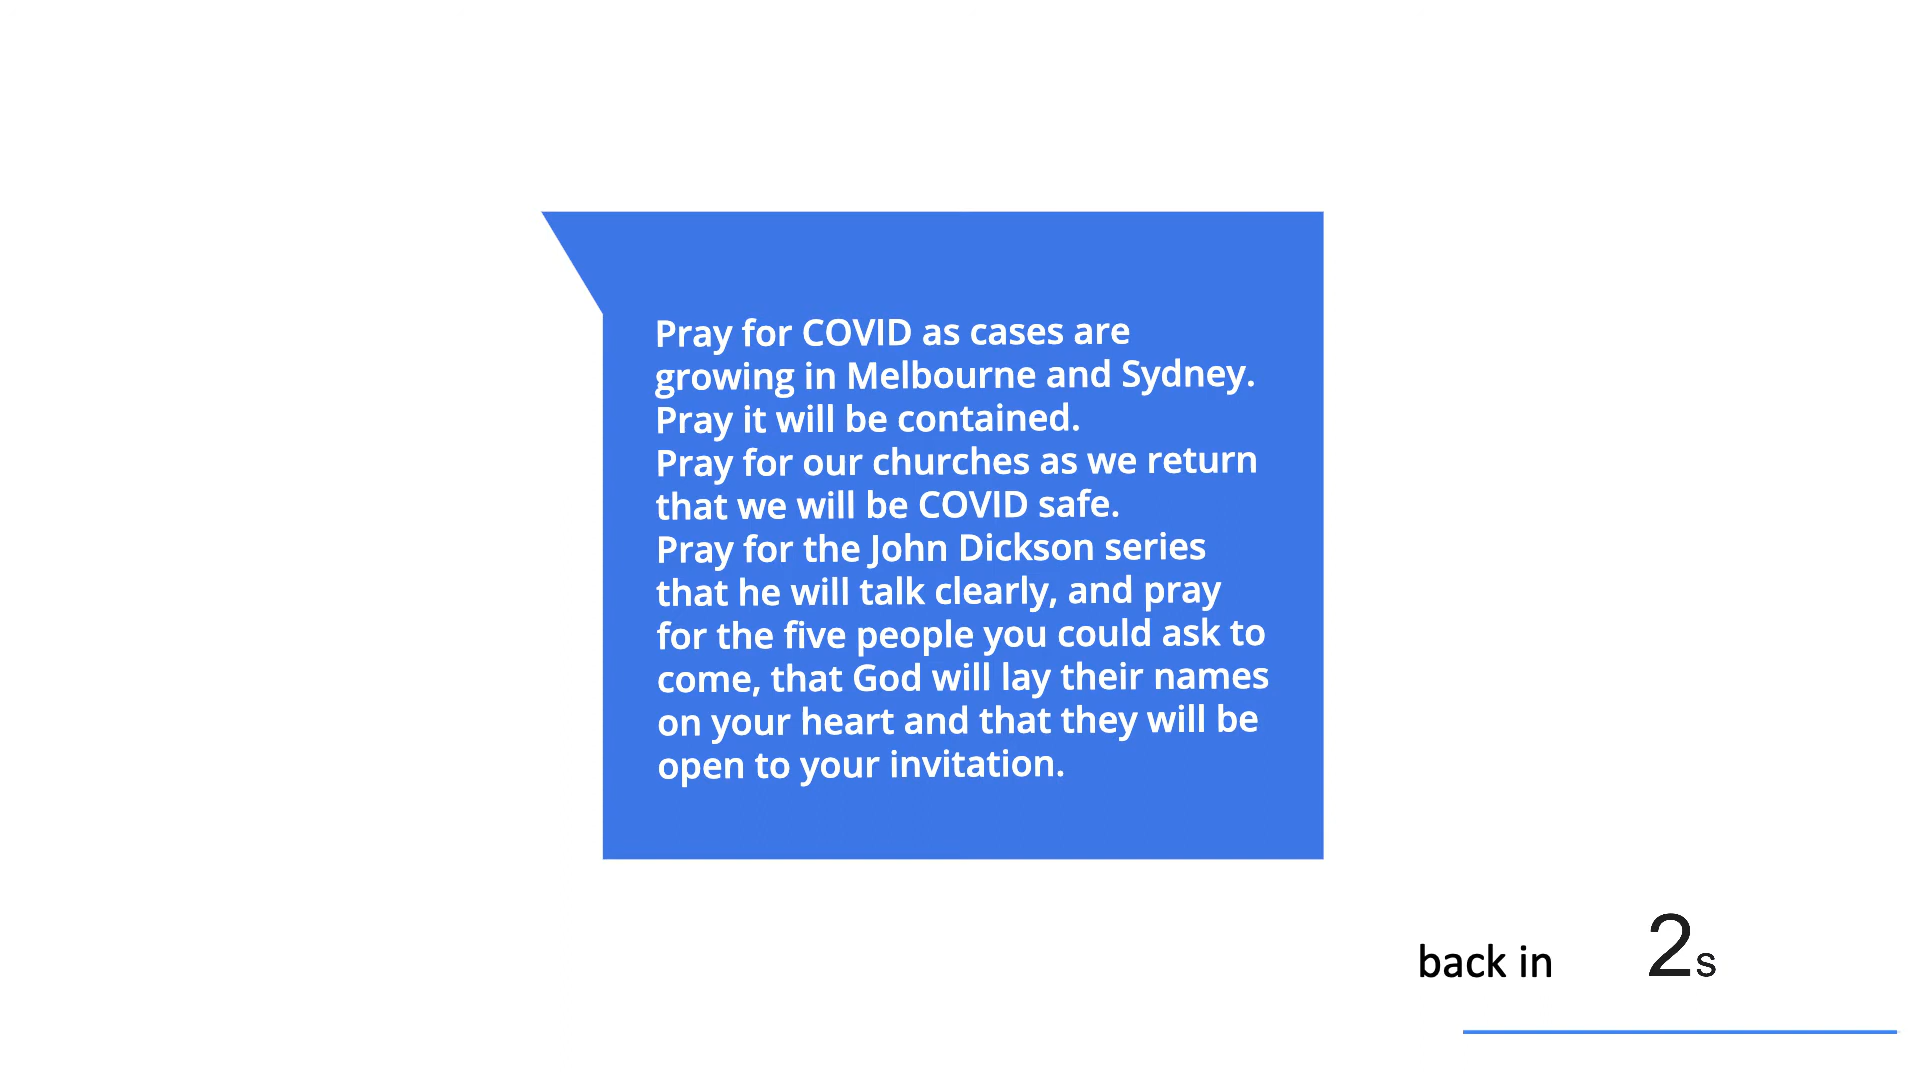 Pray for COVID as cases are
growing in Melbourne and Sydney.
Pray it will be contained.
Pray for our churches as we return
that we will be COVID safe.
Pray for the John Dickson series
that he will talk clearly, and pray
for the five people you could ask to
come, that God will lay their names
on your heart and that they will be
open to your invitation.
back in 2s